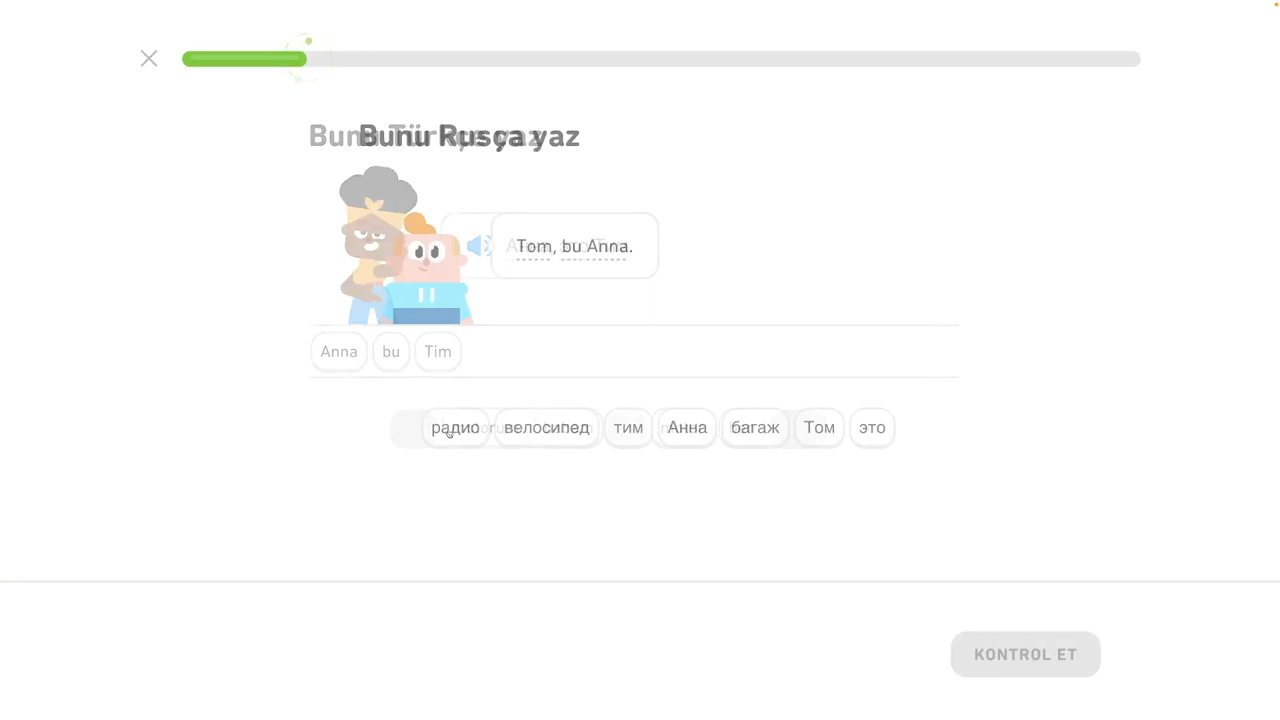 Bunu Rusça yaz
Tom, bu Anna.
Anna bu Tim
радио велосипед тим Анна багаж Том это
KONTROL ET